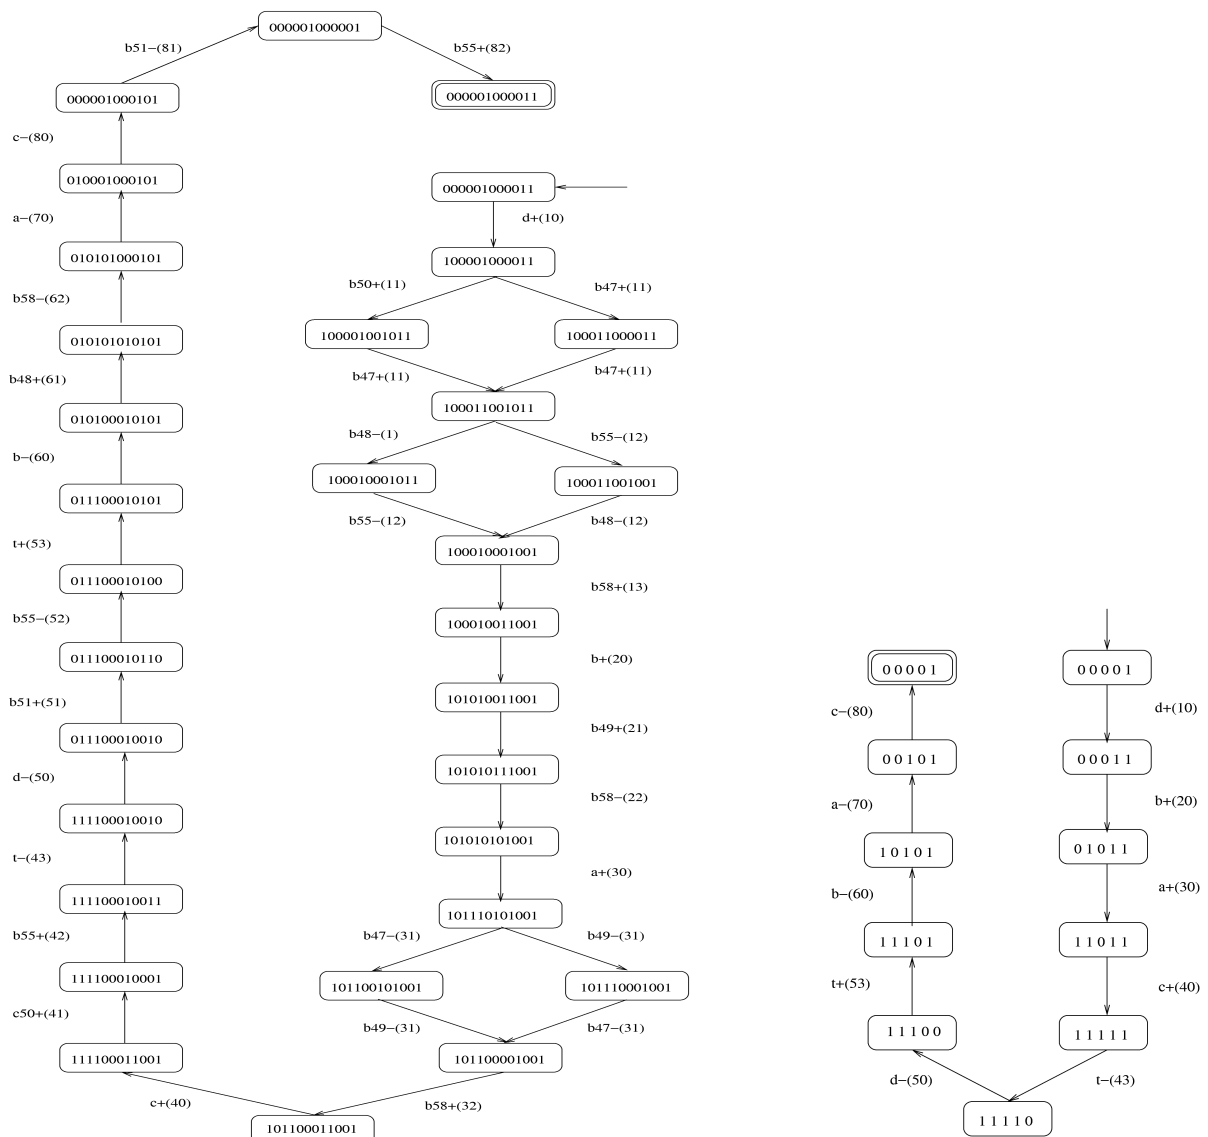 000001000001
b51−(81)
b55+(82)
000001000101
000001000011
c−(80)
010001000101
000001000011
a−(70)
d+(10)
010101000101
100001000011
b58−(62)
b50+(11)
b47+(11)
010101010101
100001001011
100011000011
b48+(61)
b47+(11)
b47+(11)
010100010101
100011001011
b−(60)
b48−(1)
b55−(12)
011100010101
100010001011
100011001001
t+(53)
b55−(12)
b48−(12)
011100010100
100010001001
b55−(52)
b58+(13)
011100010110
100010011001
b51+(51)
b+(20)
011100010010
101010011001
d−(50)
b49+(21)
111100010010
101010111001
t−(43)
b58−(22)
111100010011
101010101001
b55+(42)
a+(30)
111100010001
101110101001
c50+(41)
b47−(31)
b49−(31)
111100011001
101100101001
101110001001
b49−(31)
b47−(31)
101100001001
c+(40)
b58+(32)
101100011001
0 0 0 0 1
0 0 0 0 1
c−(80)
d+(10)
0 0 1 0 1
0 0 0 1 1
a−(70)
b+(20)
1 0 1 0 1
0 1 0 1 1
b−(60)
a+(30)
1 1 1 0 1
1 1 0 1 1
t+(53)
c+(40)
1 1 1 0 0
1 1 1 1 1
d−(50)
t−(43)
1 1 1 1 0